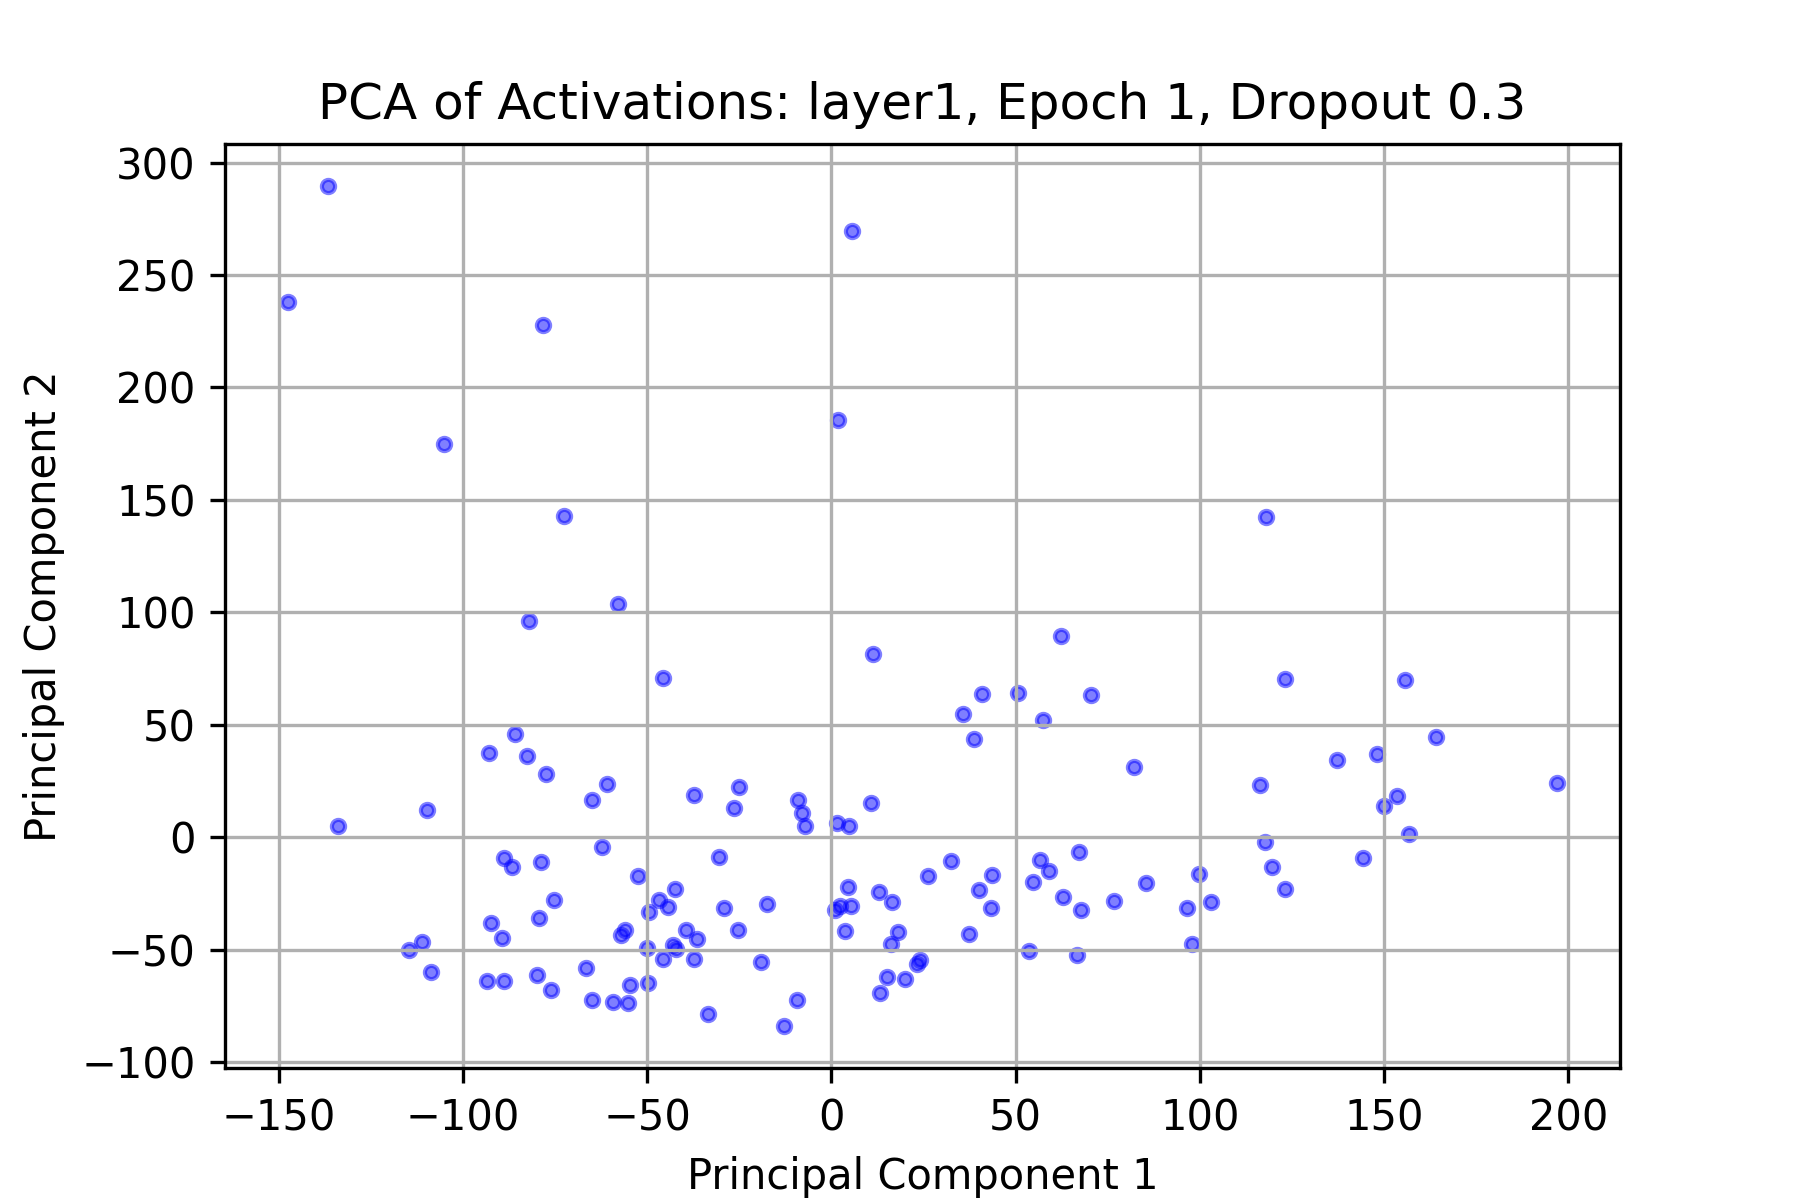 PCA of Activations: layer1, Epoch 1, Dropout 0.3
300
250
200
150
100
50
0
−50
−100
Principal Component 2
−150 −100 −50 0 50 100 150 200
Principal Component 1